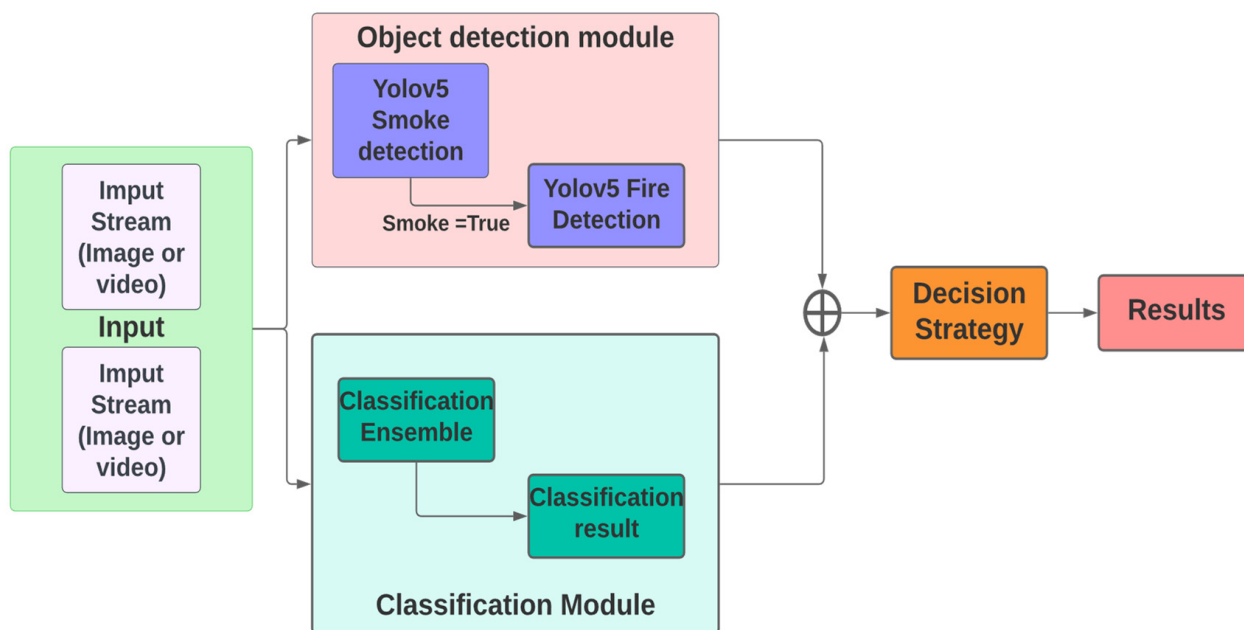 Object detection module
Yolov5
Smoke
detection
Smoke =True
Yolov5 Fire
Detection
Imput
Stream
(Image or
video)
Input
Imput
Stream
(Image or
video)
Classification
Ensemble
Classification
result
Classification Module
Decision
Strategy
Results